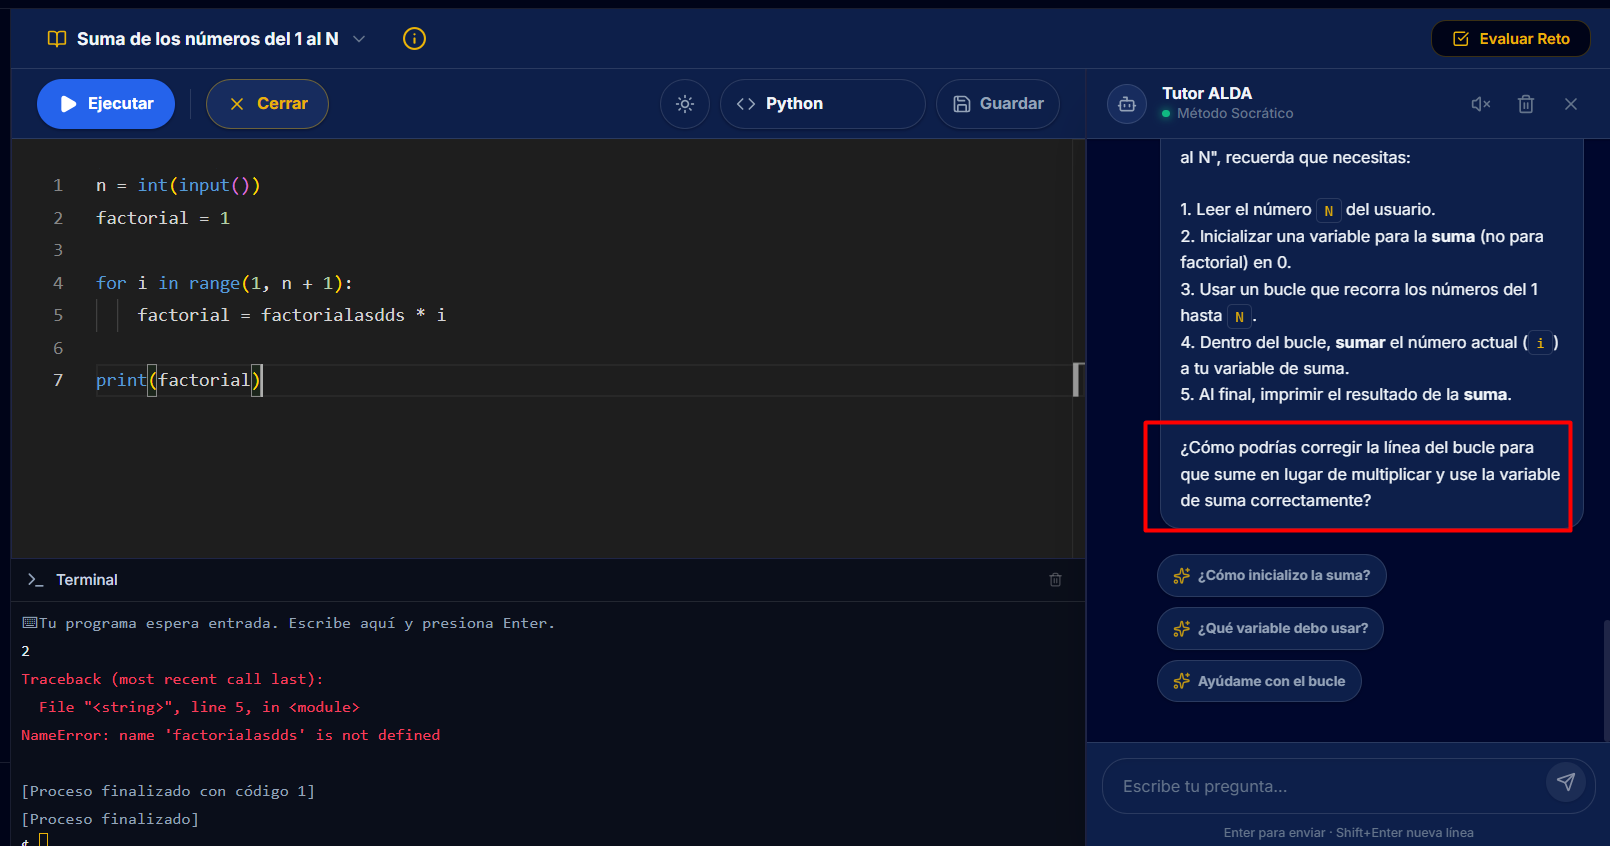 Suma de los números del 1 al N
Evaluar Reto
Ejecutar
Cerrar
Python
Guardar
1 n = int(input())
2 factorial = 1
3
4 for i in range(1, n + 1):
5 factorial = factorialasdds * i
6
7 print(factorial)
Terminal
Tu programa espera entrada. Escribe aquí y presiona Enter.
2
Traceback (most recent call last):
File "<string>", line 5, in <module>
NameError: name 'factorialasdds' is not defined
[Proceso finalizado con código 1]
[Proceso finalizado]
Tutor ALDA
Método Socrático
al N", recuerda que necesitas:
1. Leer el número N del usuario.
2. Inicializar una variable para la suma (no para
factorial) en 0.
3. Usar un bucle que recorra los números del 1
hasta N.
4. Dentro del bucle, sumar el número actual (i)
a tu variable de suma.
5. Al final, imprimir el resultado de la suma.
¿Cómo podrías corregir la línea del bucle para
que sume en lugar de multiplicar y use la variable
de suma correctamente?
¿Cómo inicializo la suma?
¿Qué variable debo usar?
Ayúdame con el bucle
Escribe tu pregunta...
Enter para enviar · Shift+Enter nueva línea